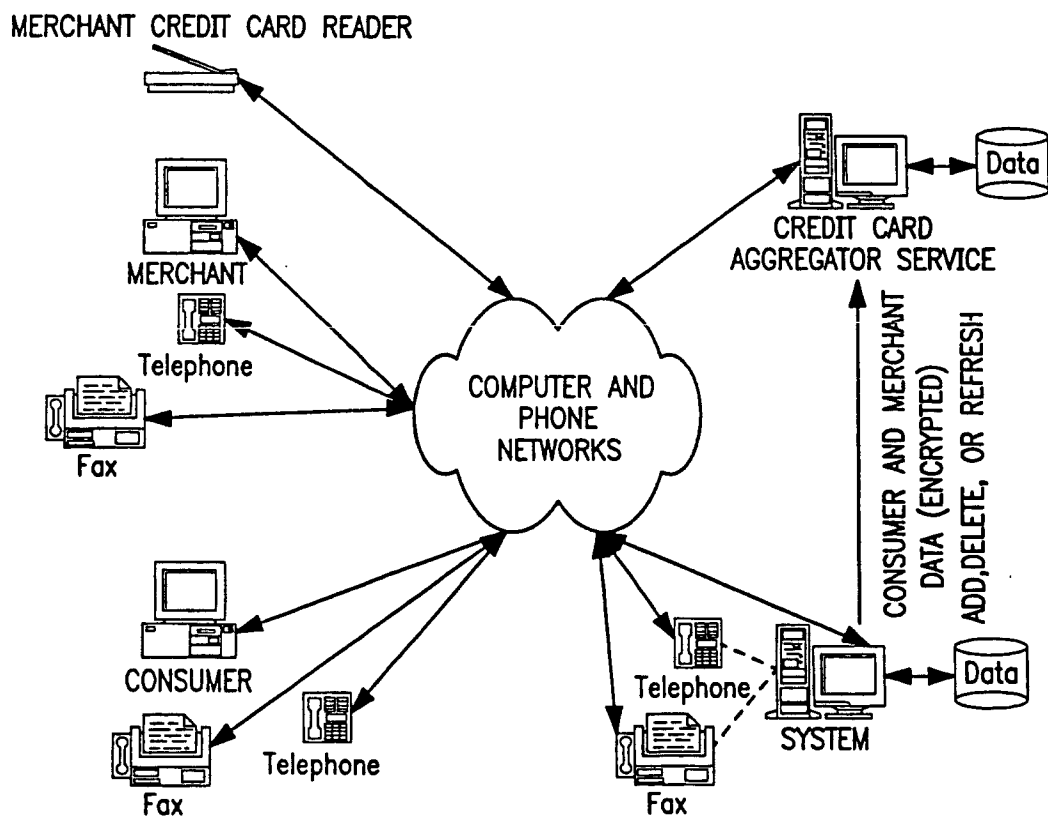 MERCHANT CREDIT CARD READER
MERCHANT
Telephone
Fax
COMPUTER AND
PHONE
NETWORKS
Data
CREDIT CARD
AGGREGATOR SERVICE
CONSUMER AND MERCHANT
DATA (ENCRYPTED)
ADD,DELETE, OR REFRESH
CONSUMER
Fax
Telephone
Telephone
Fax
SYSTEM
Data